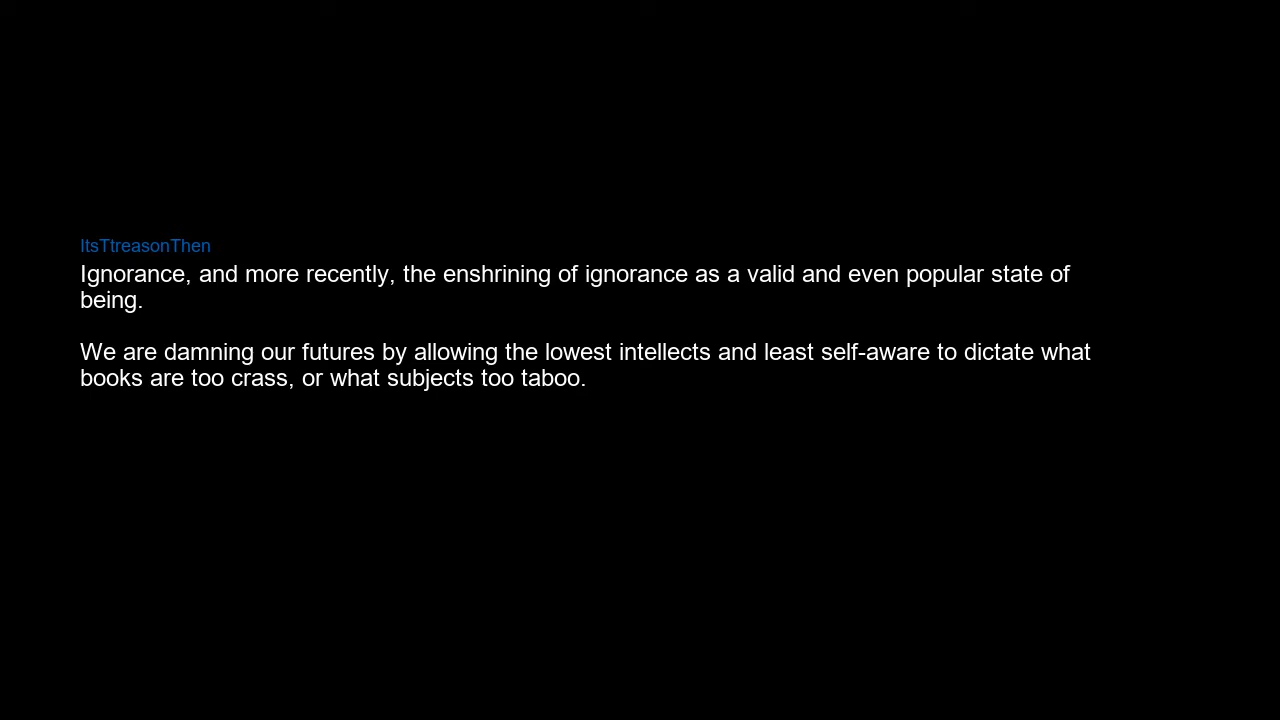 ItsTtreasonThen
Ignorance, and more recently, the enshrining of ignorance as a valid and even popular state of
being.
We are damning our futures by allowing the lowest intellects and least self-aware to dictate what
books are too crass, or what subjects too taboo.